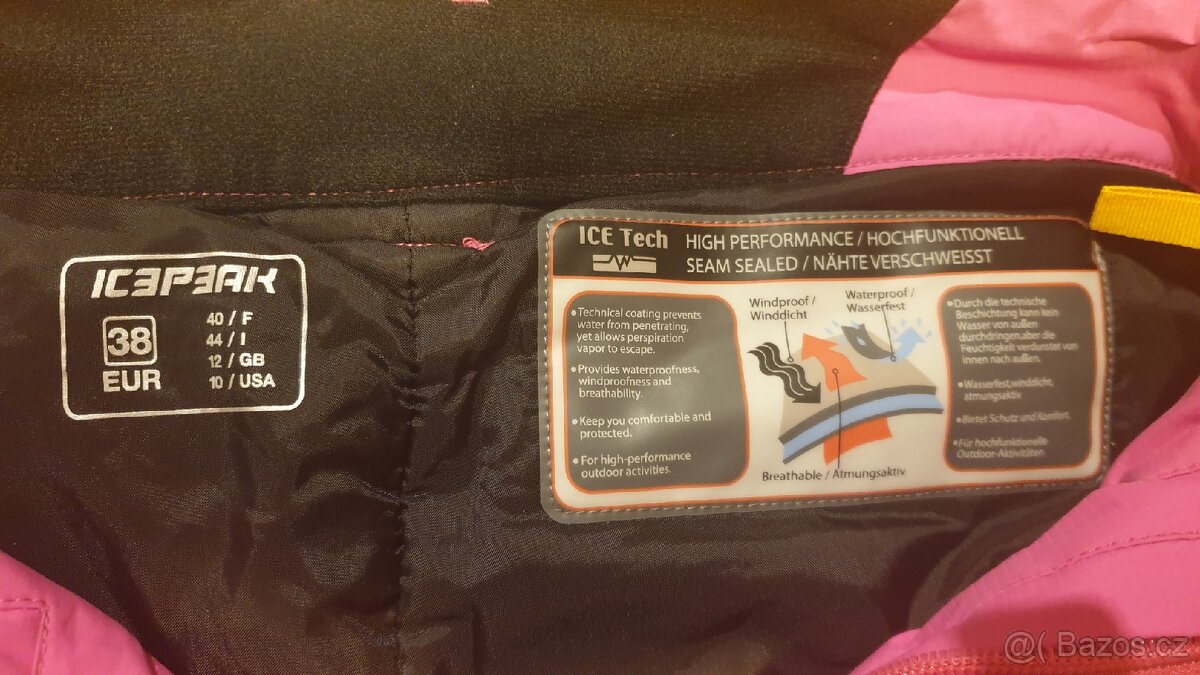 ICEPEAK
38
EUR
40 / F
44 / I
12 / GB
10 / USA
ICE Tech
HIGH PERFORMANCE / HOCHFUNKTIONELL
SEAM SEALED / NÄHTE VERSCHWEISST
•Technical coating prevents
water from penetrating,
yet allows perspiration
vapor to escape.
•Provides waterproofness,
windproofness and
breathability.
•Keep you comfortable and
protected.
•For high-performance
outdoor activities.
Windproof /
Winddicht
Waterproof /
Wasserfest
Breathable / Atmungsaktiv
•Durch die technische
Beschichtung kann kein
Wasser von außen
durchdringen,aber die
Feuchtigkeit verdunstet von
innen nach außen.
•Wasserfest,winddicht,
atmungsaktiv
•Bietet Schutz und Komfort.
•Für hochfunktionelle
Outdoor-Aktivitäten
@( Bazos.cz